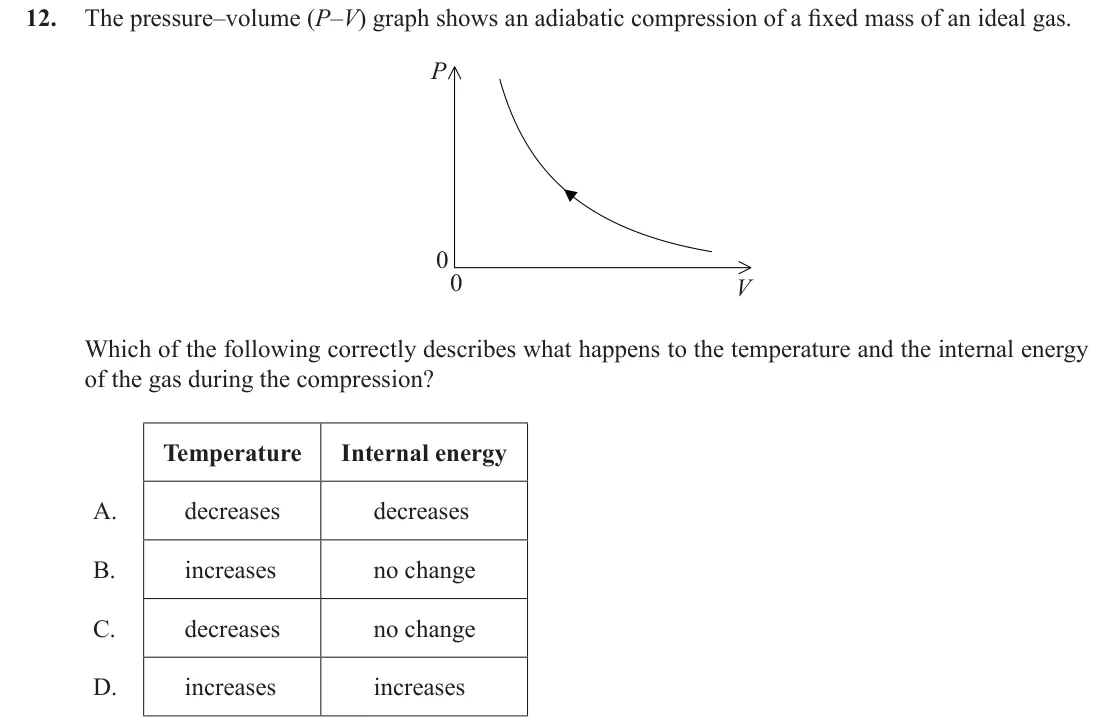 12. The pressure–volume (P–V) graph shows an adiabatic compression of a fixed mass of an ideal gas.
P
0
0
V
Which of the following correctly describes what happens to the temperature and the internal energy
of the gas during the compression?
Temperature Internal energy
A. decreases decreases
B. increases no change
C. decreases no change
D. increases increases